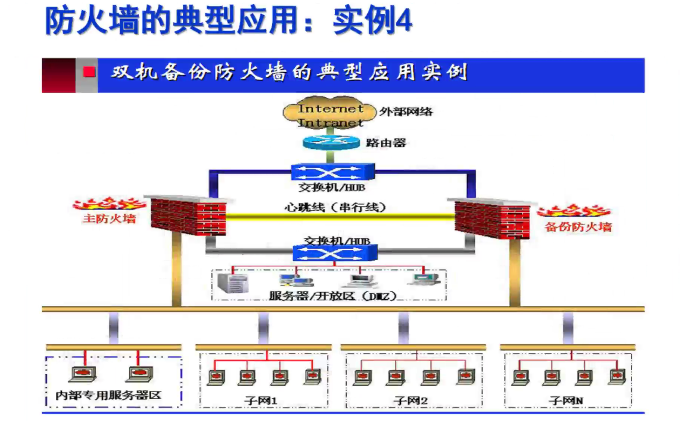 防火墙的典型应用：实例4
双机备份防火墙的典型应用实例
Internet
Intranet
外部网络
路由器
交换机/HUB
心跳线（串行线）
主防火墙
备份防火墙
交换机/HUB
服务器/开放区（DMZ）
内部专用服务器区
子网1
子网2
子网N